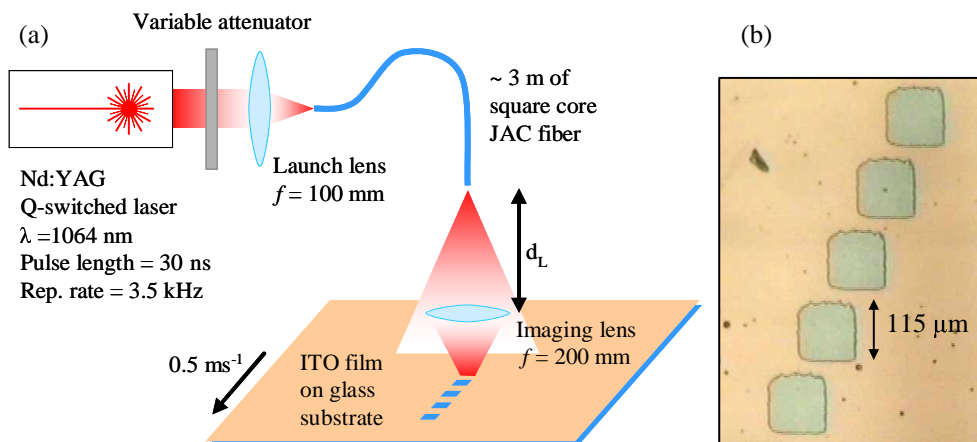 (a)
Variable attenuator
(b)
~ 3 m of
square core
JAC fiber
Launch lens
f = 100 mm
Nd:YAG
Q-switched laser
λ =1064 nm
Pulse length = 30 ns
Rep. rate = 3.5 kHz
d_L
Imaging lens
f = 200 mm
0.5 ms⁻¹
ITO film
on glass
substrate
115 µm